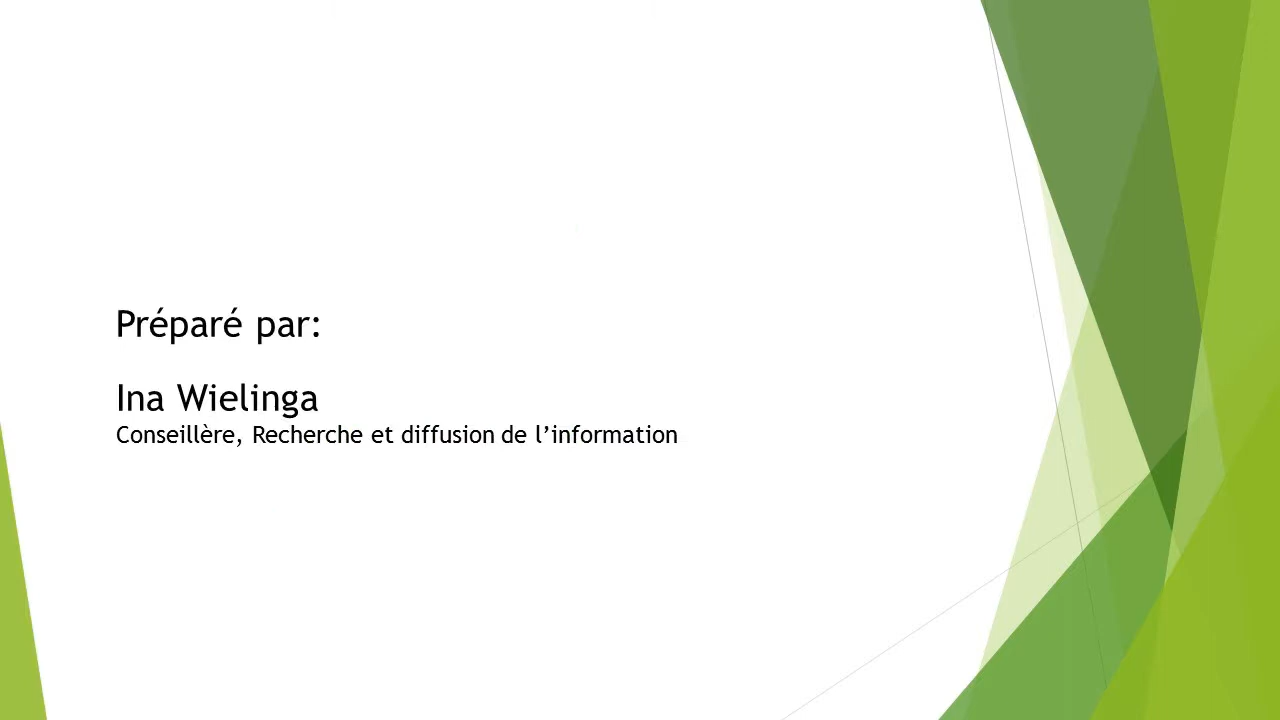 Préparé par:
Ina Wielinga
Conseillère, Recherche et diffusion de l’information